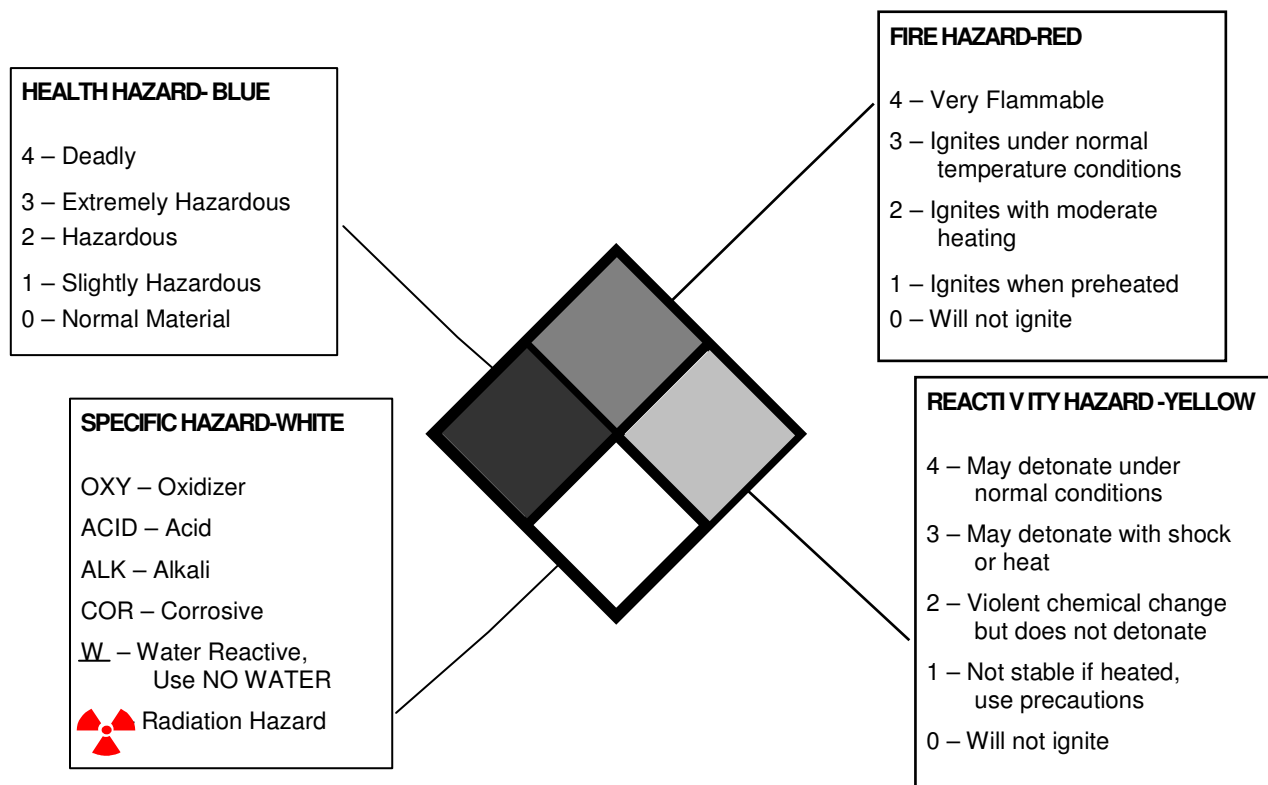 HEALTH HAZARD- BLUE
4 – Deadly
3 – Extremely Hazardous
2 – Hazardous
1 – Slightly Hazardous
0 – Normal Material
FIRE HAZARD-RED
4 – Very Flammable
3 – Ignites under normal
temperature conditions
2 – Ignites with moderate
heating
1 – Ignites when preheated
0 – Will not ignite
SPECIFIC HAZARD-WHITE
OXY – Oxidizer
ACID – Acid
ALK – Alkali
COR – Corrosive
W – Water Reactive,
Use NO WATER
Radiation Hazard
REACTI V ITY HAZARD -YELLOW
4 – May detonate under
normal conditions
3 – May detonate with shock
or heat
2 – Violent chemical change
but does not detonate
1 – Not stable if heated,
use precautions
0 – Will not ignite